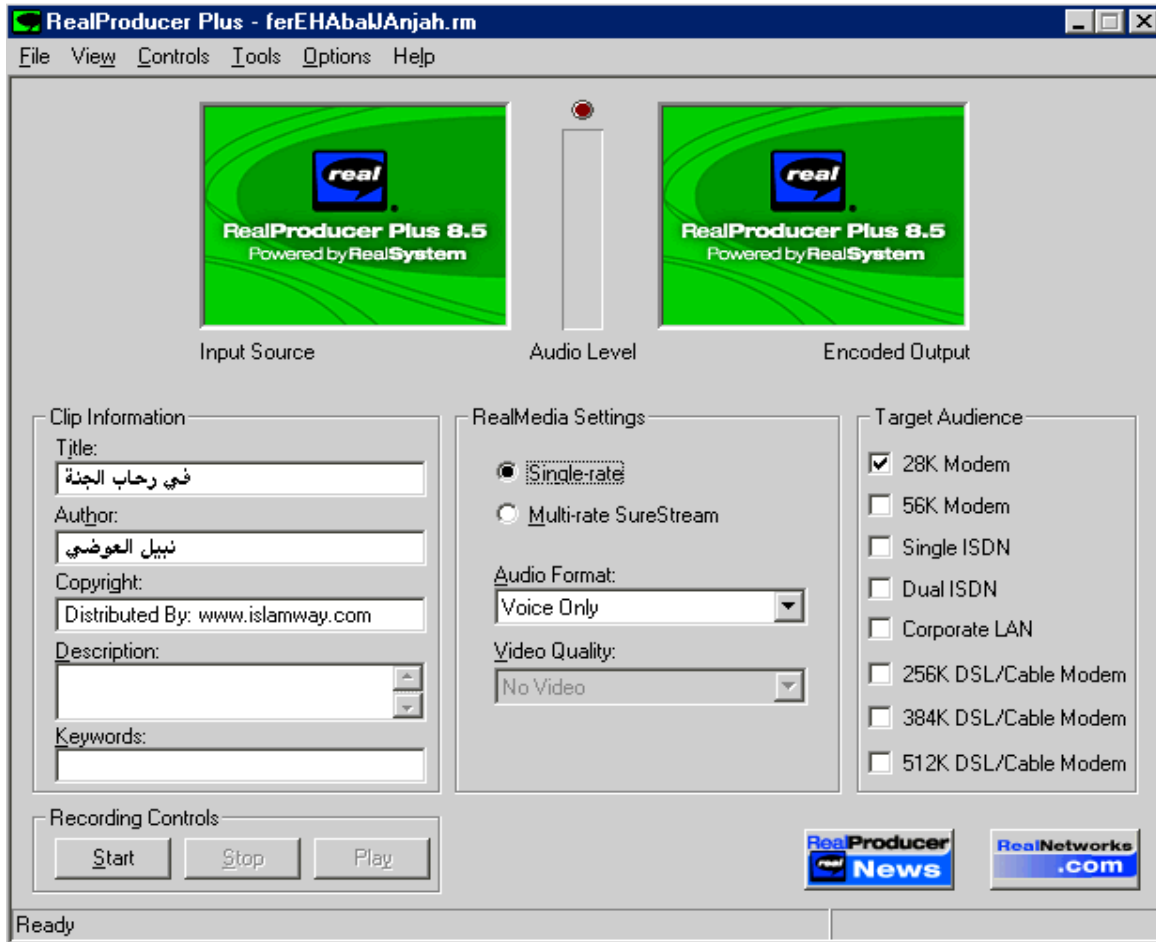 RealProducer Plus - ferEHAbalJAnjah.rm
File View Controls Tools Options Help
real
RealProducer Plus 8.5
Powered by RealSystem
real
RealProducer Plus 8.5
Powered by RealSystem
Input Source
Audio Level
Encoded Output
Clip Information
Title:
في رحاب الجنة
Author:
نبيل العوضي
Copyright:
Distributed By: www.islamway.com
Description:
Keywords:
RealMedia Settings
Single-rate
Multi-rate SureStream
Audio Format:
Voice Only
Video Quality:
No Video
Target Audience
28K Modem
56K Modem
Single ISDN
Dual ISDN
Corporate LAN
256K DSL/Cable Modem
384K DSL/Cable Modem
512K DSL/Cable Modem
Recording Controls
Start Stop Play
RealProducer
real News
RealNetworks
.com
Ready